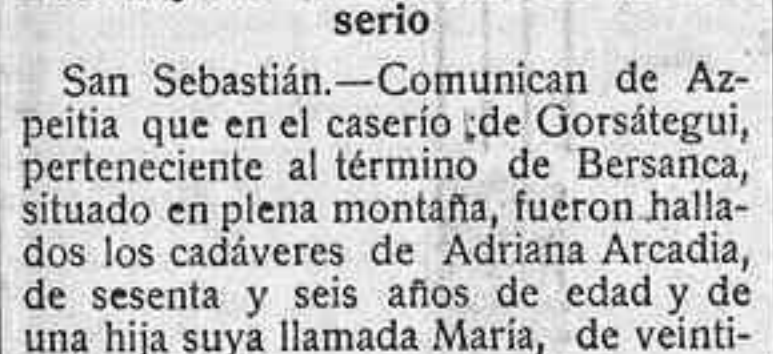 serio
San Sebastián.—Comunican de Az-
peitia que en el caserío de Gorsátegui,
perteneciente al término de Bersanca,
situado en plena montaña, fueron halla-
dos los cadáveres de Adriana Arcadia,
de sesenta y seis años de edad y de
una hija suya llamada María, de veinti-